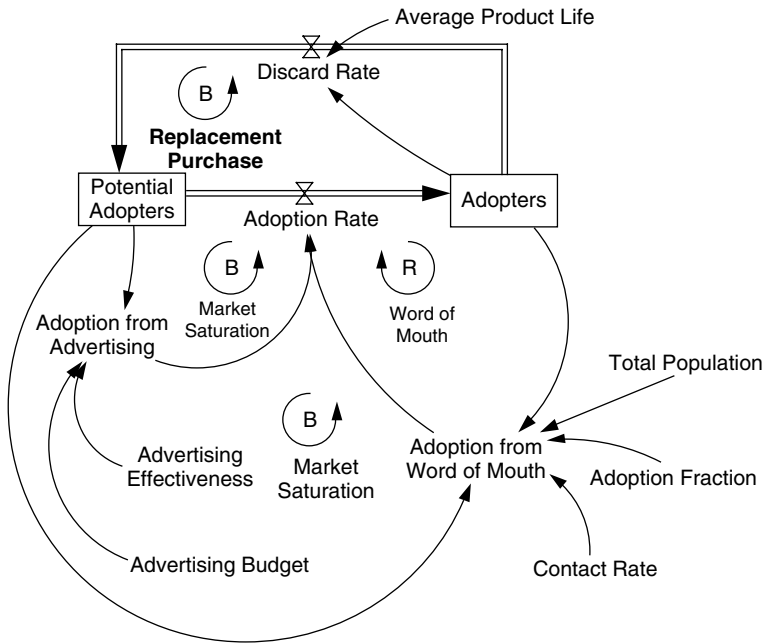 Average Product Life
Discard Rate
B
Replacement
Purchase
Potential
Adopters
Adopters
Adoption Rate
B
Market
Saturation
R
Word of
Mouth
Adoption from
Advertising
Total Population
B
Market
Saturation
Adoption from
Word of Mouth
Advertising
Effectiveness
Adoption Fraction
Advertising Budget
Contact Rate